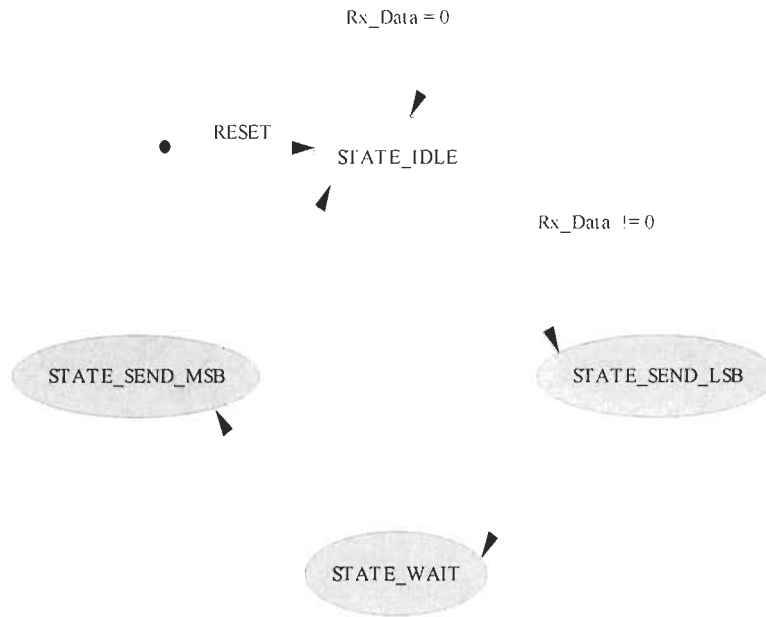 Rx_Data = 0
RESET
STATE_IDLE
Rx_Data != 0
STATE_SEND_MSB
STATE_SEND_LSB
STATE_WAIT